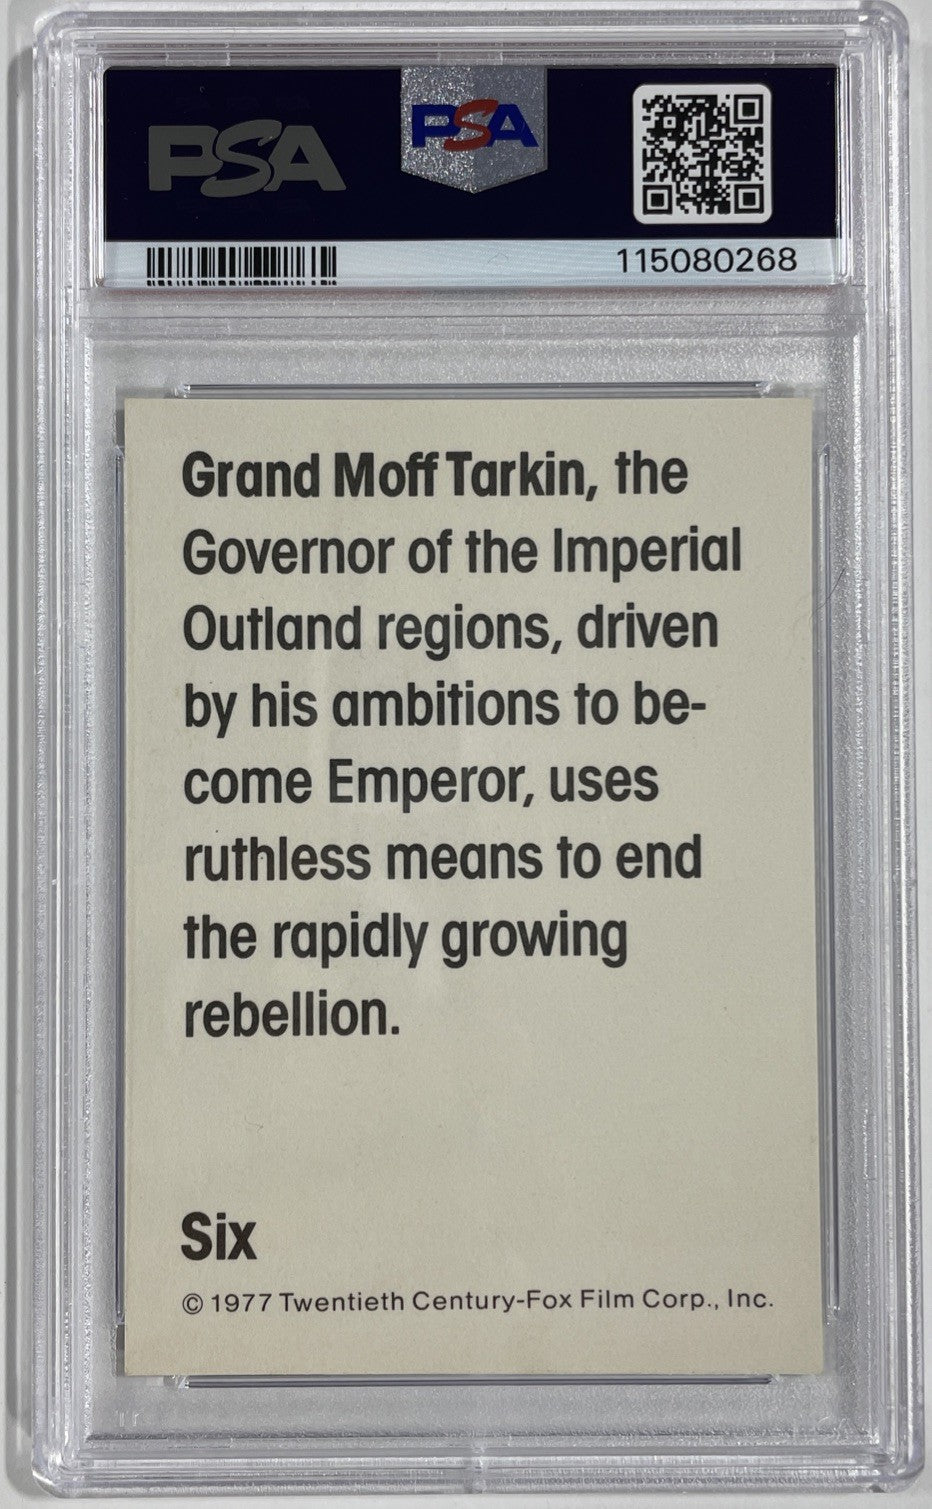 PSA
PSA
115080268
Grand Moff Tarkin, the
Governor of the Imperial
Outland regions, driven
by his ambitions to be-
come Emperor, uses
ruthless means to end
the rapidly growing
rebellion.
Six
© 1977 Twentieth Century-Fox Film Corp., Inc.